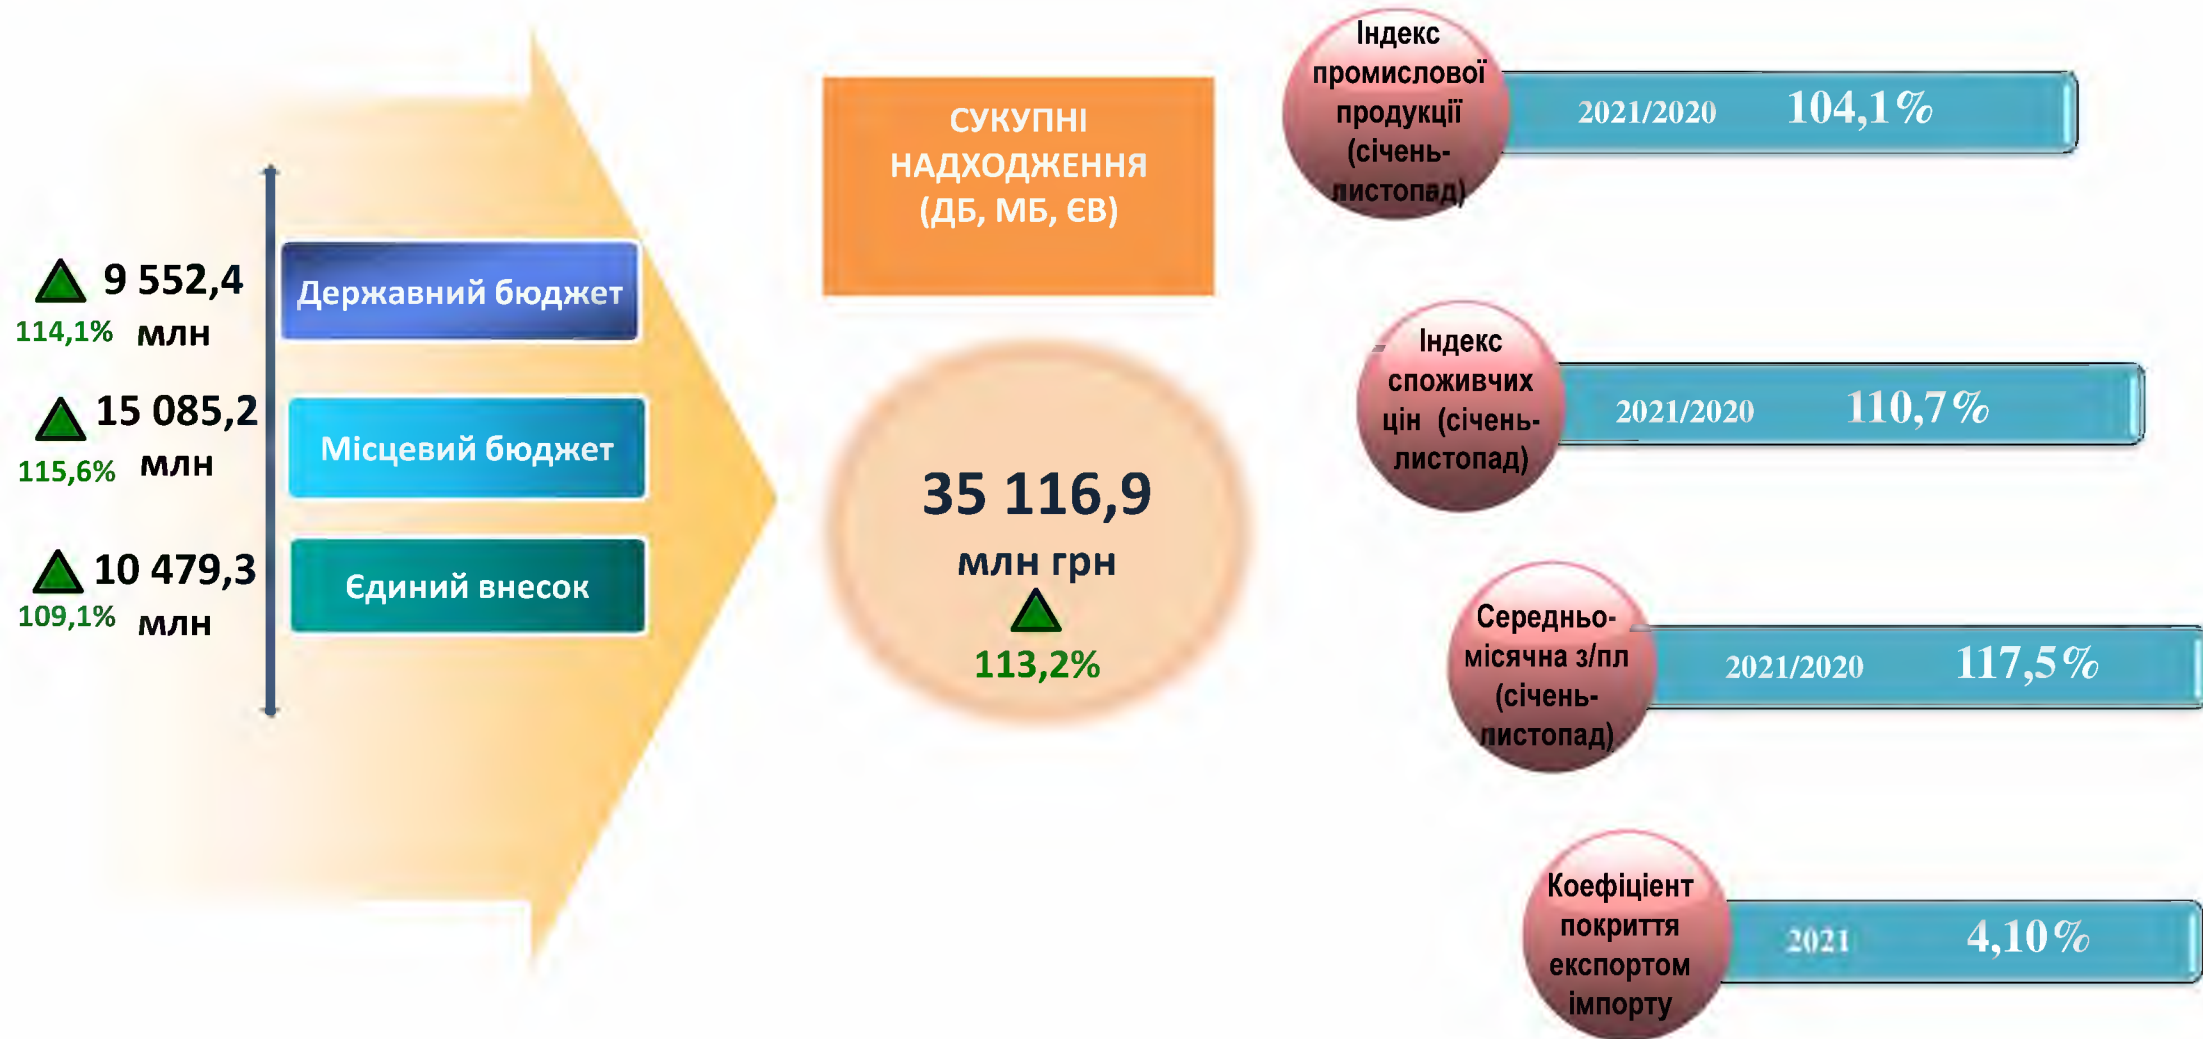 9 552,4
114,1% млн
Державний бюджет
15 085,2
115,6% млн
Місцевий бюджет
10 479,3
109,1% млн
Єдиний внесок
СУКУПНІ
НАДХОДЖЕННЯ
(ДБ, МБ, ЄВ)
35 116,9
млн грн
113,2%
Індекс
промислової
продукції
(січень-
листопад)
2021/2020 104,1%
Індекс
споживчих
цін (січень-
листопад)
2021/2020 110,7%
Середньо-
місячна з/пл
(січень-
листопад)
2021/2020 117,5%
Коефіціент
покриття
експортом
імпорту
2021 4,10%